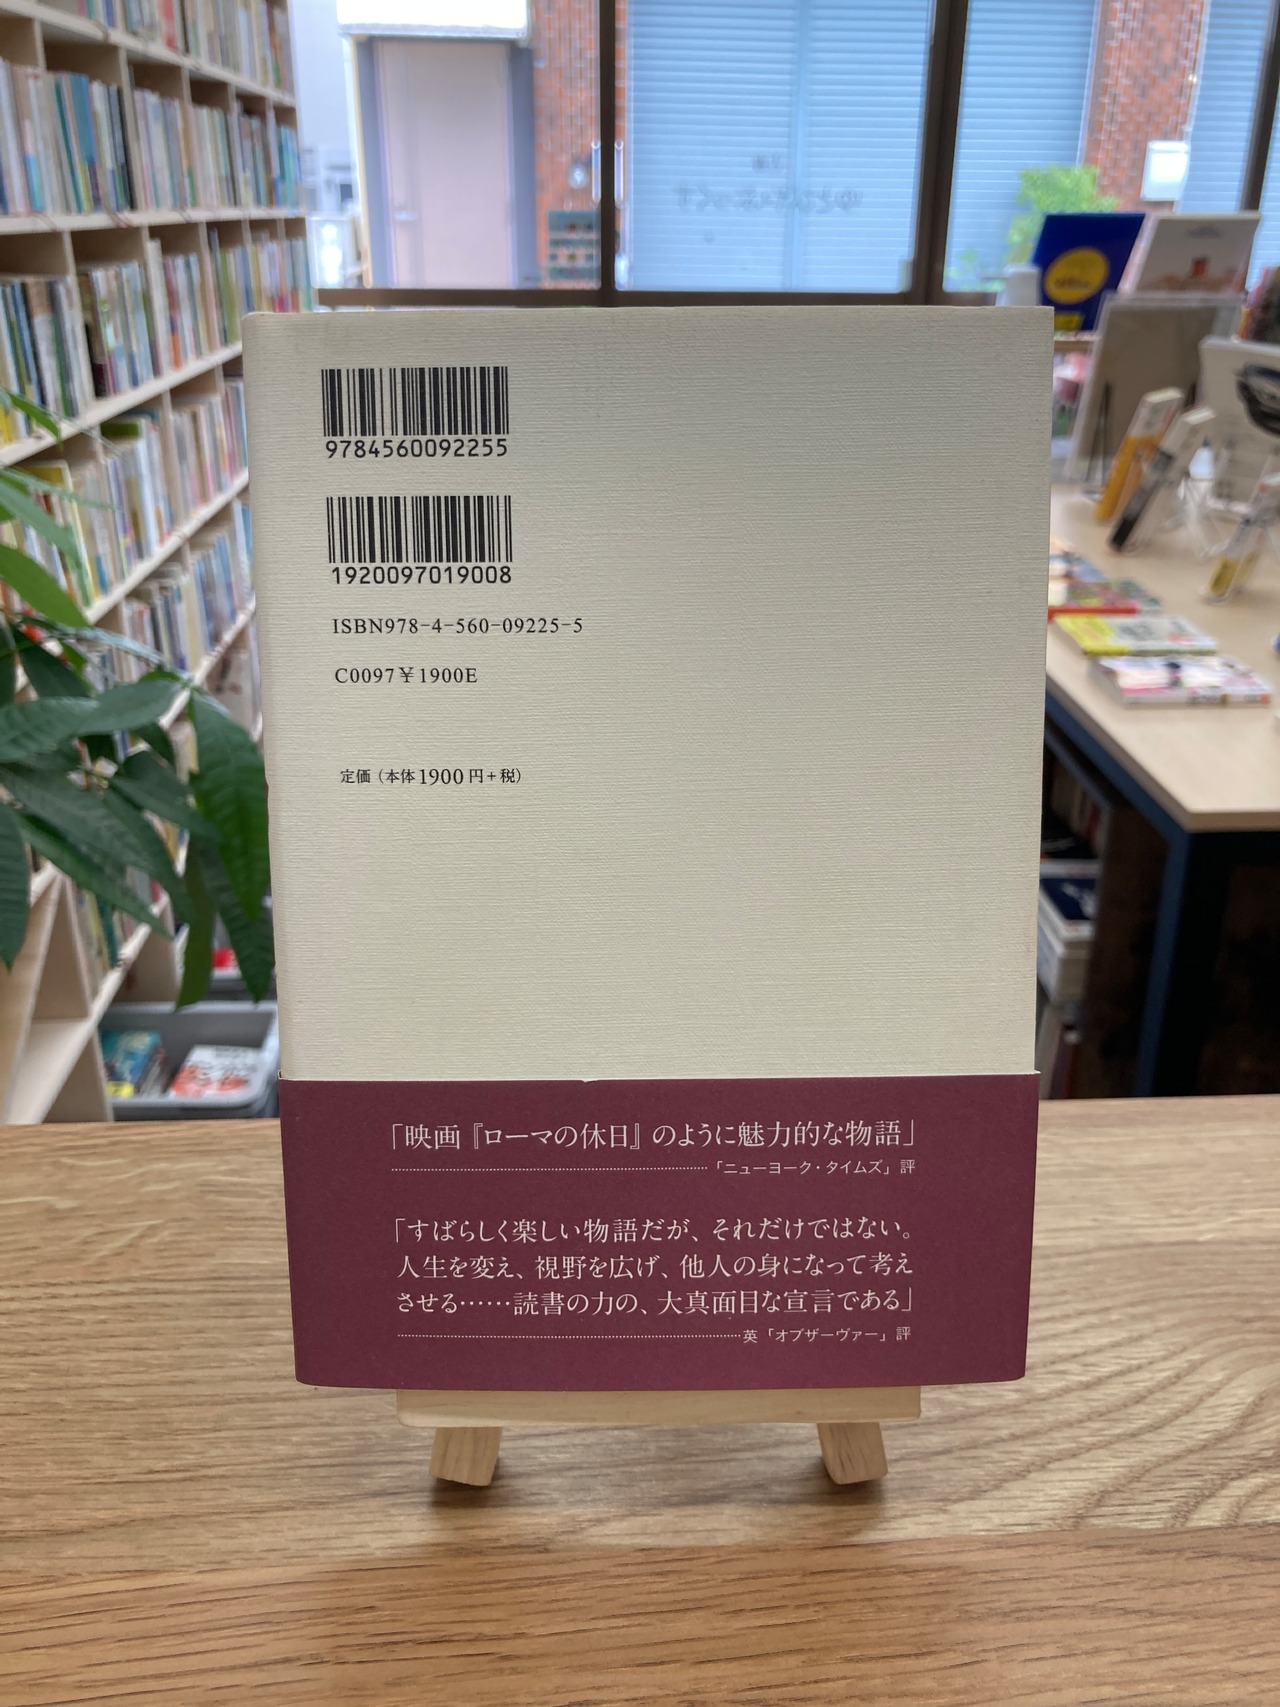 9784560092255
1920097019008
ISBN978-4-560-09225-5
C0097¥1900E
定価（本体1900円+税）
「映画『ローマの休日』のように魅力的な物語」
「ニューヨーク・タイムズ」評
「すばらしく楽しい物語だが、それだけではない。
人生を変え、視野を広げ、他人の身になって考え
させる……読書の力の、大真面目な宣言である」
英「オブザーヴァー」評